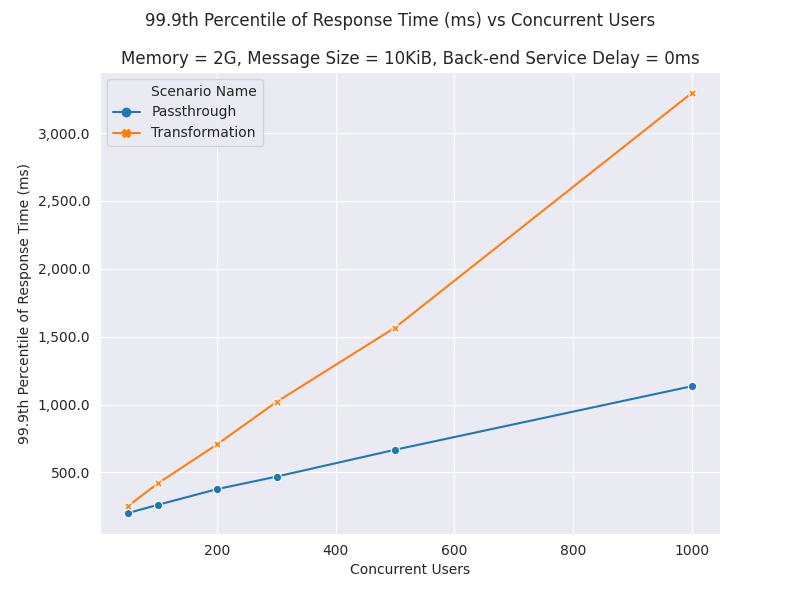 99.9th Percentile of Response Time (ms) vs Concurrent Users
Memory = 2G, Message Size = 10KiB, Back-end Service Delay = 0ms
Scenario Name
Passthrough
Transformation
99.9th Percentile of Response Time (ms)
3,000.0
2,500.0
2,000.0
1,500.0
1,000.0
500.0
200 400 600 800 1000
Concurrent Users